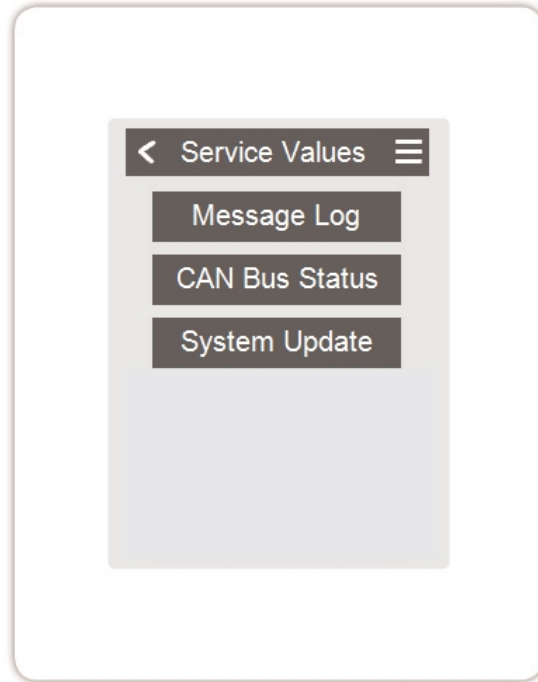 Service Values
Message Log
CAN Bus Status
System Update